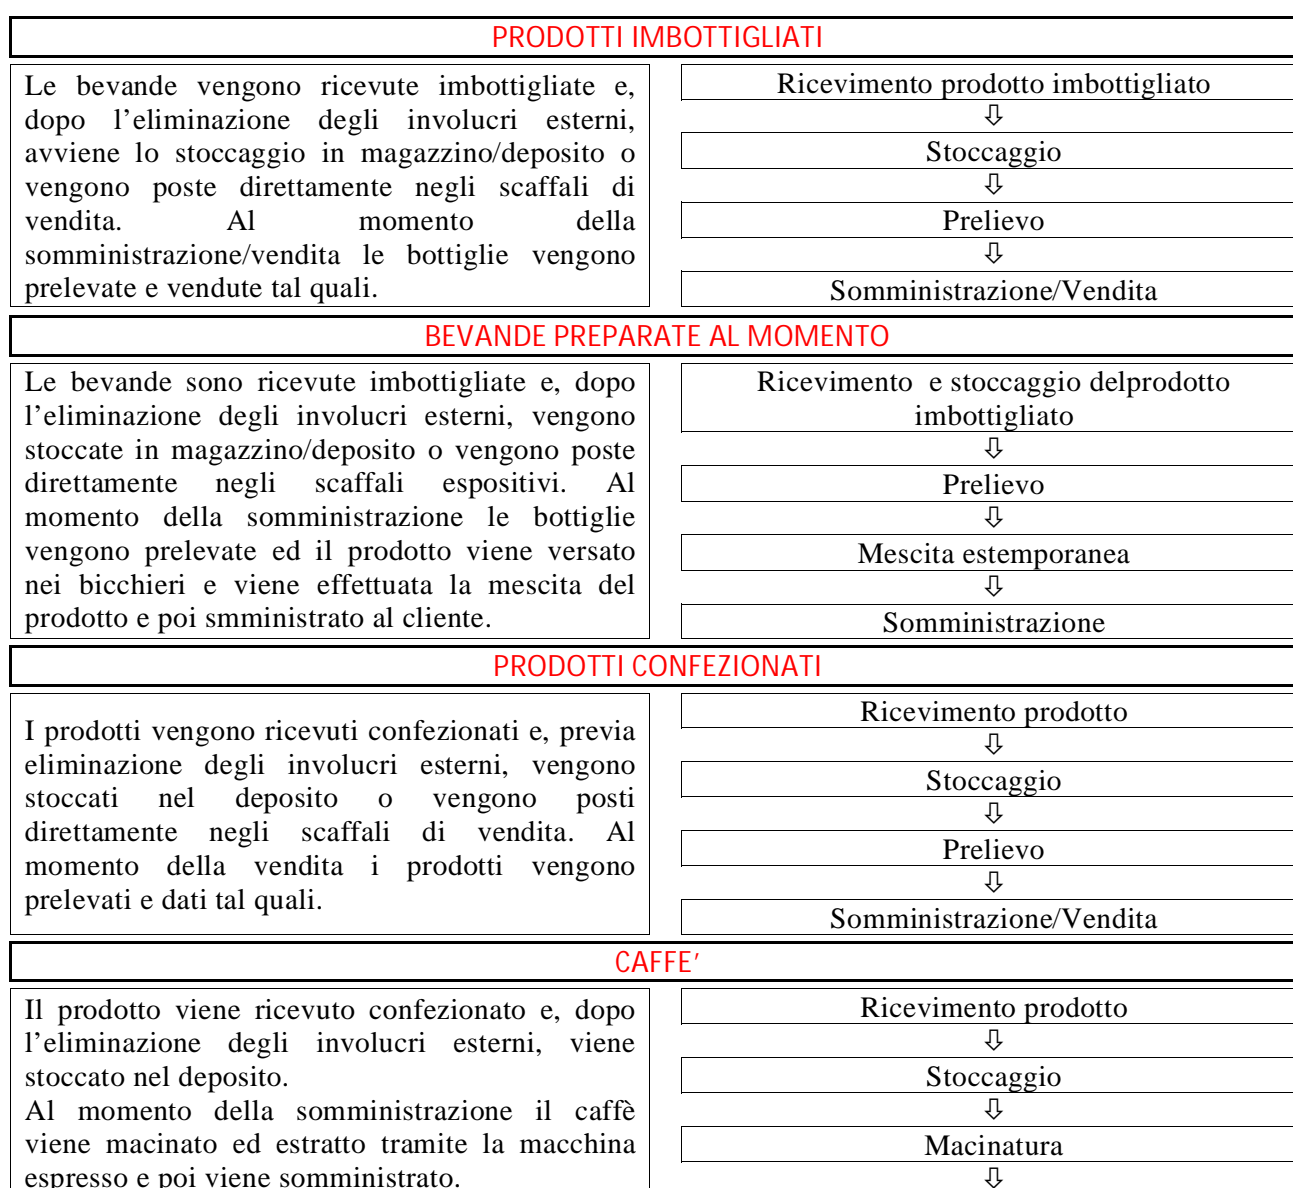 PRODOTTI IMBOTTIGLIATI
Le bevande vengono ricevute imbottigliate e,
dopo l’eliminazione degli involucri esterni,
avviene lo stoccaggio in magazzino/deposito o
vengono poste direttamente negli scaffali di
vendita. Al momento della
somministrazione/vendita le bottiglie vengono
prelevate e vendute tal quali.
Ricevimento prodotto imbottigliato
⇩
Stoccaggio
⇩
Prelievo
⇩
Somministrazione/Vendita
BEVANDE PREPARATE AL MOMENTO
Le bevande sono ricevute imbottigliate e, dopo
l’eliminazione degli involucri esterni, vengono
stoccate in magazzino/deposito o vengono poste
direttamente negli scaffali espositivi. Al
momento della somministrazione le bottiglie
vengono prelevate ed il prodotto viene versato
nei bicchieri e viene effettuata la mescita del
prodotto e poi smministrato al cliente.
Ricevimento e stoccaggio delprodotto
imbottigliato
⇩
Prelievo
⇩
Mescita estemporanea
⇩
Somministrazione
PRODOTTI CONFEZIONATI
I prodotti vengono ricevuti confezionati e, previa
eliminazione degli involucri esterni, vengono
stoccati nel deposito o vengono posti
direttamente negli scaffali di vendita. Al
momento della vendita i prodotti vengono
prelevati e dati tal quali.
Ricevimento prodotto
⇩
Stoccaggio
⇩
Prelievo
⇩
Somministrazione/Vendita
CAFFE’
Il prodotto viene ricevuto confezionato e, dopo
l’eliminazione degli involucri esterni, viene
stoccato nel deposito.
Al momento della somministrazione il caffè
viene macinato ed estratto tramite la macchina
espresso e poi viene somministrato.
Ricevimento prodotto
⇩
Stoccaggio
⇩
Macinatura
⇩